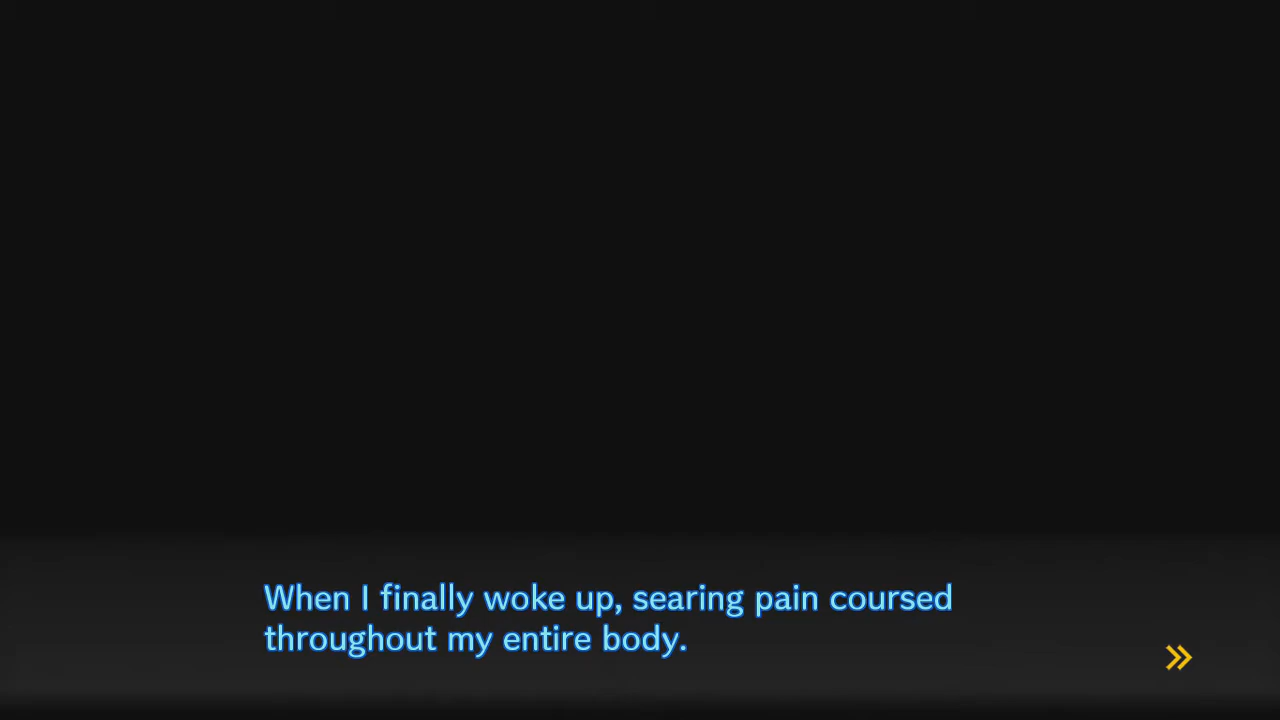 When I finally woke up, searing pain coursed
throughout my entire body.